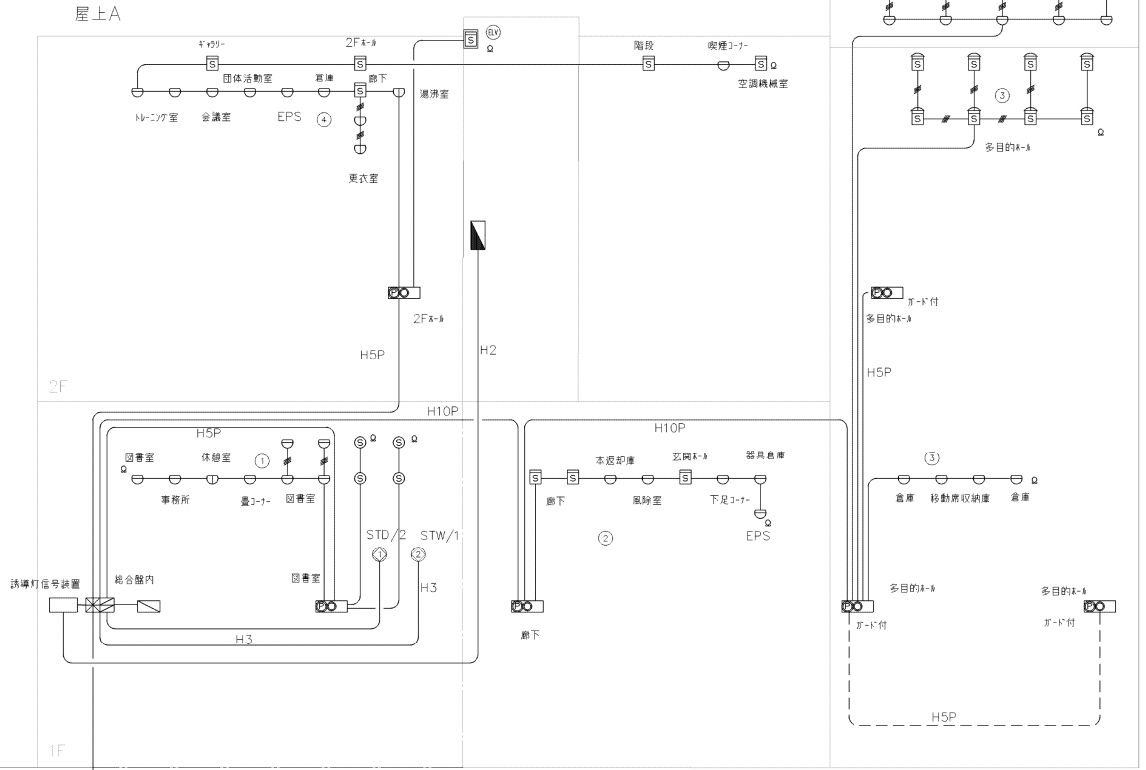 屋上A
ELV
Ω
ｷﾞｬﾗﾘｰ
2Fﾎｰﾙ
階段
喫煙ｺｰﾅｰ
S
S
S
S
S
Ω
団体活動室
倉庫
廊下
湯沸室
空調機械室
S
ﾄﾚｰﾆﾝｸﾞ室
会議室
EPS
④
更衣室
S
S
S
S
③
S
S
S
S
Ω
多目的ﾎｰﾙ
P
2Fﾎｰﾙ
P
ｶﾞｰﾄﾞ付
多目的ﾎｰﾙ
H5P
H2
H5P
2F
H10P
H5P
H10P
図書室
休憩室
①
S
Ω
S
Ω
Ω
事務所
畳ｺｰﾅｰ
図書室
S
S
本返却庫
玄関ﾎｰﾙ
器具倉庫
S
S
S
廊下
風除室
下足ｺｰﾅｰ
Ω
EPS
②
③
Ω
倉庫
移動席収納庫
倉庫
STD/2
STW/1
①
②
誘導灯信号装置
総合盤内
図書室
H3
P
P
廊下
P
多目的ﾎｰﾙ
ｶﾞｰﾄﾞ付
多目的ﾎｰﾙ
P
ｶﾞｰﾄﾞ付
H3
H5P
1F